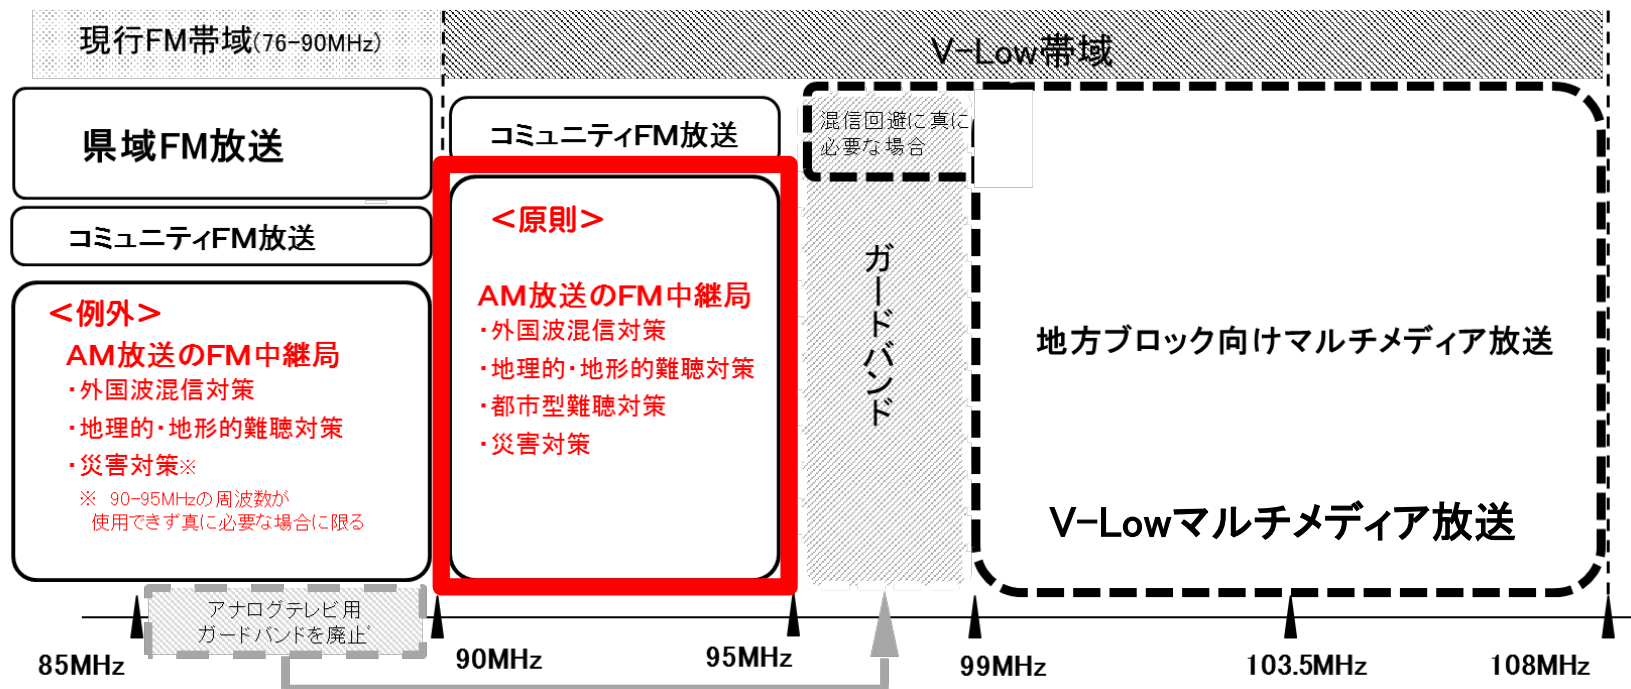 現行FM帯域(76-90MHz)
V-Low帯域
県域FM放送
コミュニティFM放送
＜例外＞
AM放送のFM中継局
・外国波混信対策
・地理的・地形的難聴対策
・災害対策※
※ 90-95MHzの周波数が
使用できず真に必要な場合に限る
コミュニティFM放送
＜原則＞
AM放送のFM中継局
・外国波混信対策
・地理的・地形的難聴対策
・都市型難聴対策
・災害対策
混信回避に真に
必要な場合
ガードバンド
地方ブロック向けマルチメディア放送
V-Lowマルチメディア放送
アナログテレビ用
ガードバンドを廃止
85MHz
90MHz
95MHz
99MHz
103.5MHz
108MHz